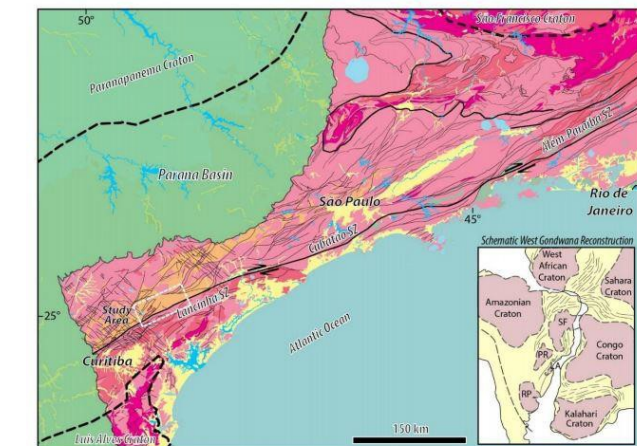 50°
São Francisco Craton
Paranapanema Craton
Além-Paraíba SZ
Parana Basin
São Paulo
Rio de
Janeiro
45°
Cubatão SZ
Schematic West Gondwana Reconstruction
West
African
Craton
Sahara
Craton
Amazonian
Craton
SF
Congo
Craton
PR
A
RP
Kalahari
Craton
Study
Area
Lancinha SZ
25°
Atlantic Ocean
Curitiba
Luis Alves Craton
150 km